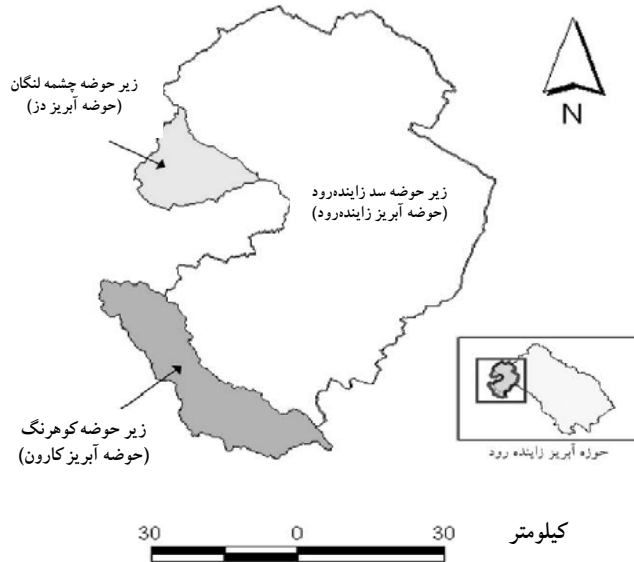 زیر حوضه چشمه لنگان
(حوضه آبریز دز)
N
زیر حوضه سد زاینده‌رود
(حوضه آبریز زاینده‌رود)
زیر حوضه کوهرنگ
(حوضه آبریز کارون)
حوزه آبریز زاینده رود
کیلومتر
30 0 30